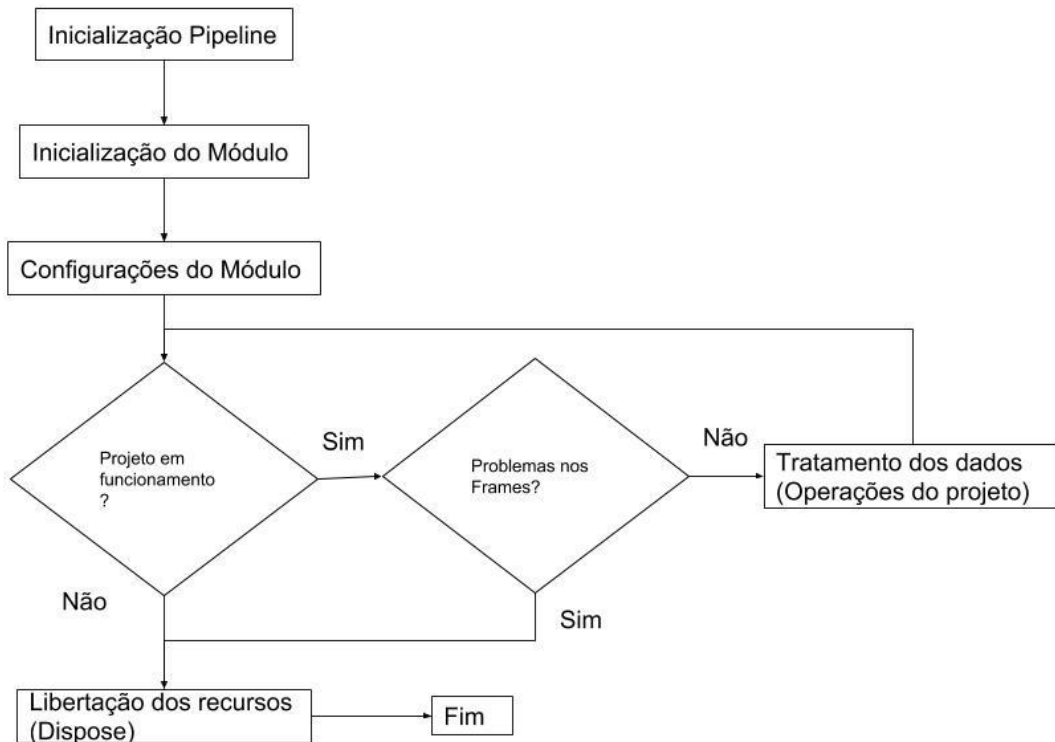 Inicialização Pipeline
Inicialização do Módulo
Configurações do Módulo
Projeto em
funcionamento
?
Sim
Problemas nos
Frames?
Não
Tratamento dos dados
(Operações do projeto)
Não
Sim
Libertação dos recursos
(Dispose)
Fim